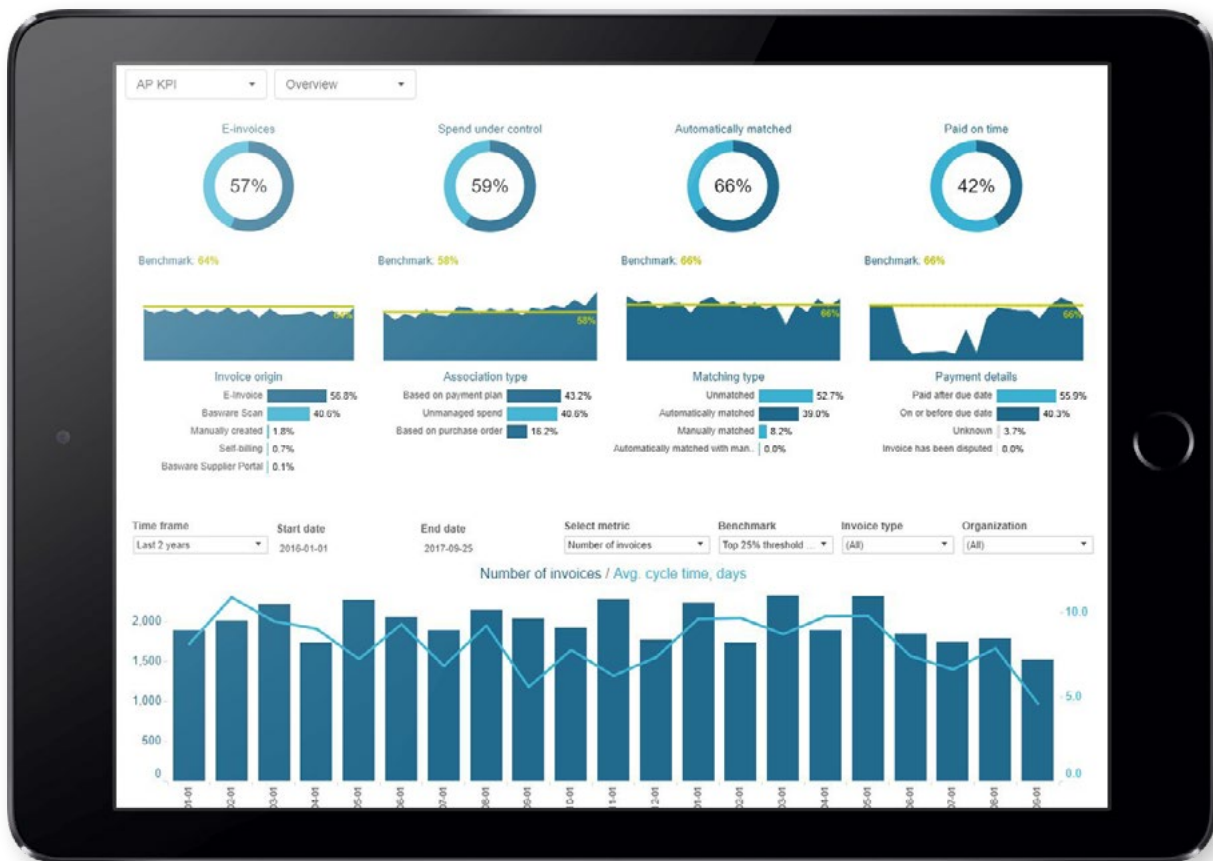 AP KPI Overview
E-invoices Spend under control Automatically matched Paid on time
57% 59% 66% 42%
Benchmark: 64% Benchmark: 58% Benchmark: 66% Benchmark: 66%
64% 58% 66% 66%
Invoice origin
E-Invoice 56.8%
Basware Scan 40.6%
Manually created 1.8%
Self-billing 0.7%
Basware Supplier Portal 0.1%
Association type
Based on payment plan 43.2%
Unmanaged spend 40.6%
Based on purchase order 16.2%
Matching type
Unmatched 52.7%
Automatically matched 39.0%
Manually matched 8.2%
Automatically matched with man.. 0.0%
Payment details
Paid after due date 55.9%
On or before due date 40.3%
Unknown 3.7%
Invoice has been disputed 0.0%
Time frame Start date End date Select metric Benchmark Invoice type Organization
Last 2 years 2016-01-01 2017-09-25 Number of invoices Top 25% threshold ... (All) (All)
Number of invoices / Avg. cycle time, days
2,000 10.0
1,500
1,000 5.0
500
0 0.0